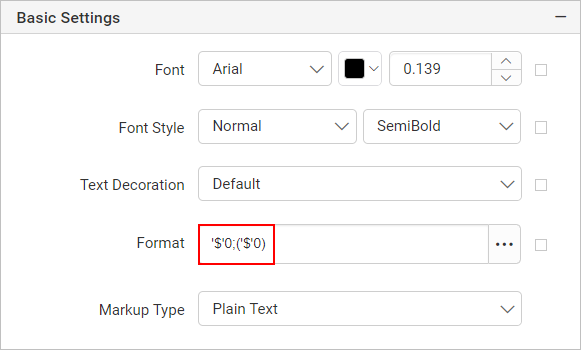 Basic Settings
Font Arial 0.139
Font Style Normal SemiBold
Text Decoration Default
Format '$'0;('$'0)
Markup Type Plain Text